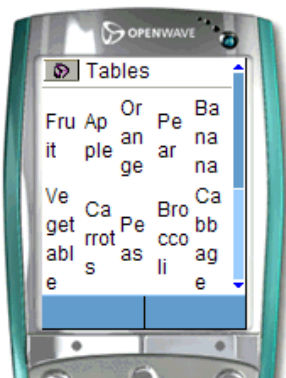 OPENWAVE
Tables
Fru Ap Or Pe Ba
it ple an ar na
ge na
Ve Ca Pe Bro Ca
get rrot as cco bb
abl s li ag
e e